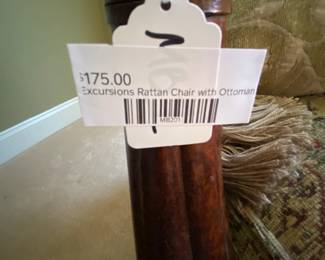 $175.00
Excursions Rattan Chair with Ottoman
MB201